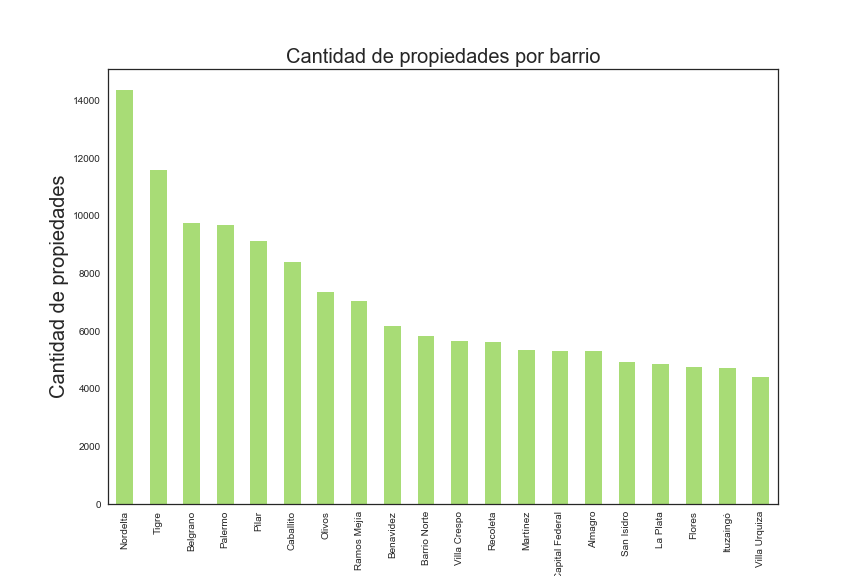 Cantidad de propiedades por barrio
Cantidad de propiedades
14000
12000
10000
8000
6000
4000
2000
0
Nordelta
Tigre
Belgrano
Palermo
Pilar
Caballito
Olivos
Ramos Mejía
Benavidez
Barrio Norte
Villa Crespo
Recoleta
Martínez
Capital Federal
Almagro
San Isidro
La Plata
Flores
Ituzaingó
Villa Urquiza